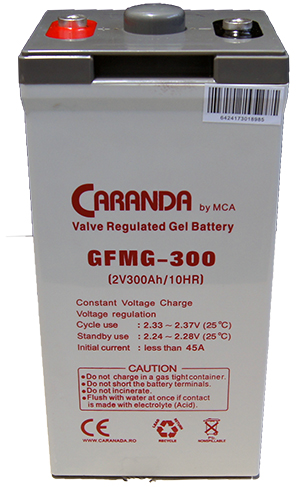 6424173018985
CARANDA by MCA
Valve Regulated Gel Battery
GFMG-300
(2V300Ah/10HR)
Constant Voltage Charge
Voltage regulation
Cycle use : 2.33 ~ 2.37V (25°C)
Standby use : 2.24 ~ 2.28V (25°C)
Initial current : less than 45A
CAUTION
●Do not charge in a gas tight container.
●Do not short the battery terminals.
●Do not incinerate.
●Flush with water at once if contact
is made with electrolyte (Acid).
WWW.CARANADA.RO
RECYCLE
NONSPILLABLE